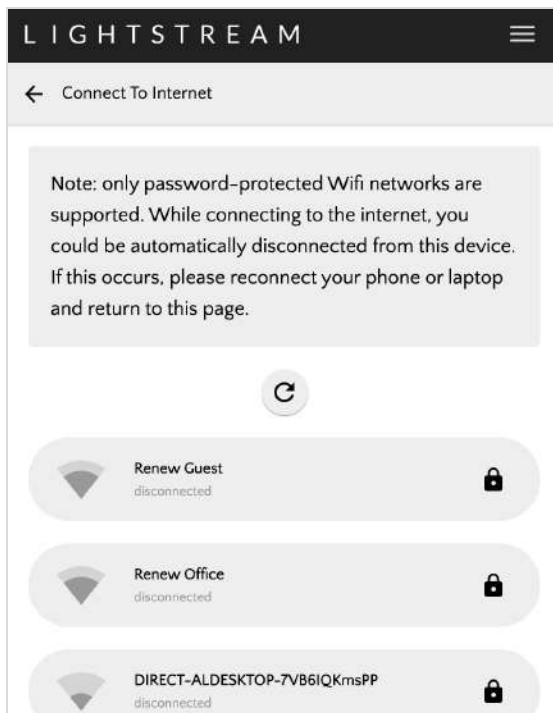 LIGHTSTREAM
Connect To Internet
Note: only password-protected Wifi networks are
supported. While connecting to the internet, you
could be automatically disconnected from this device.
If this occurs, please reconnect your phone or laptop
and return to this page.
Renew Guest
disconnected
Renew Office
disconnected
DIRECT-ALDESKTOP-7VB6IQKmsPP
disconnected